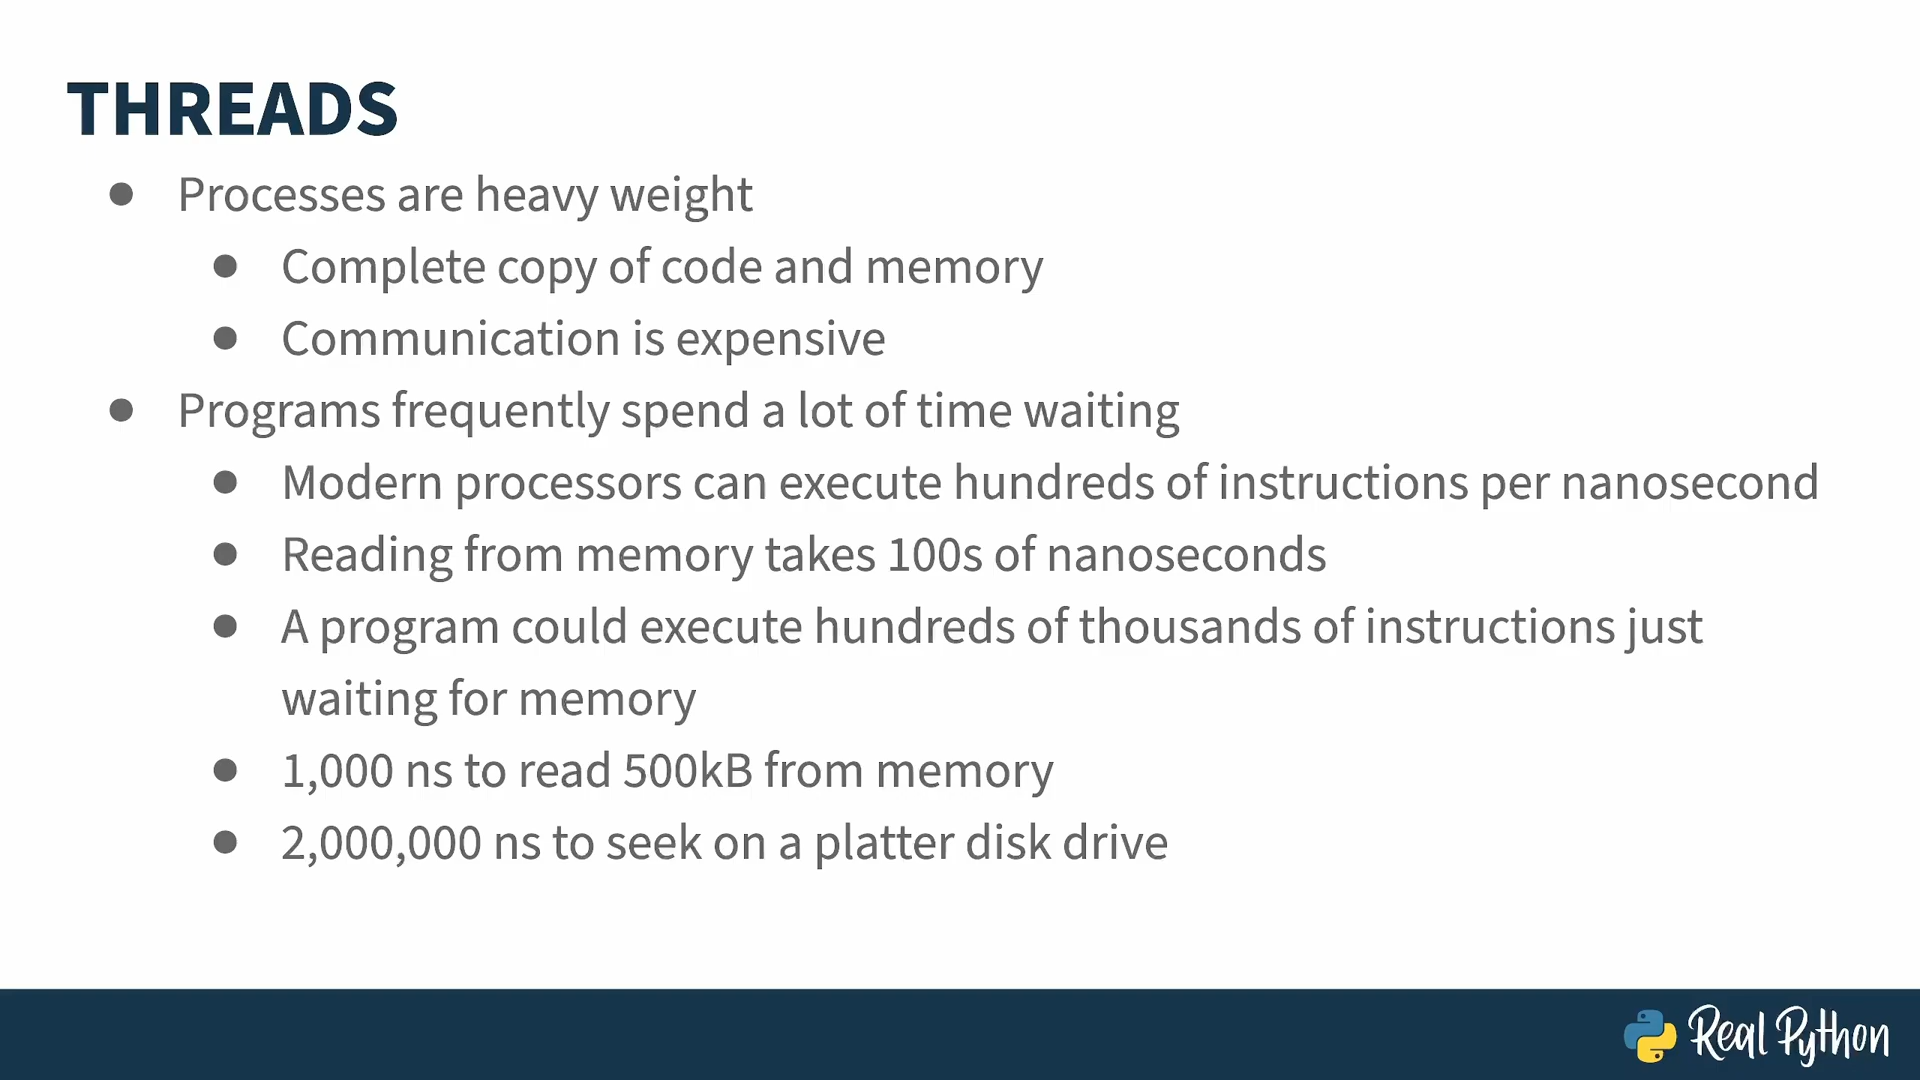 THREADS
● Processes are heavy weight
● Complete copy of code and memory
● Communication is expensive
● Programs frequently spend a lot of time waiting
● Modern processors can execute hundreds of instructions per nanosecond
● Reading from memory takes 100s of nanoseconds
● A program could execute hundreds of thousands of instructions just
waiting for memory
● 1,000 ns to read 500kB from memory
● 2,000,000 ns to seek on a platter disk drive
Real Python